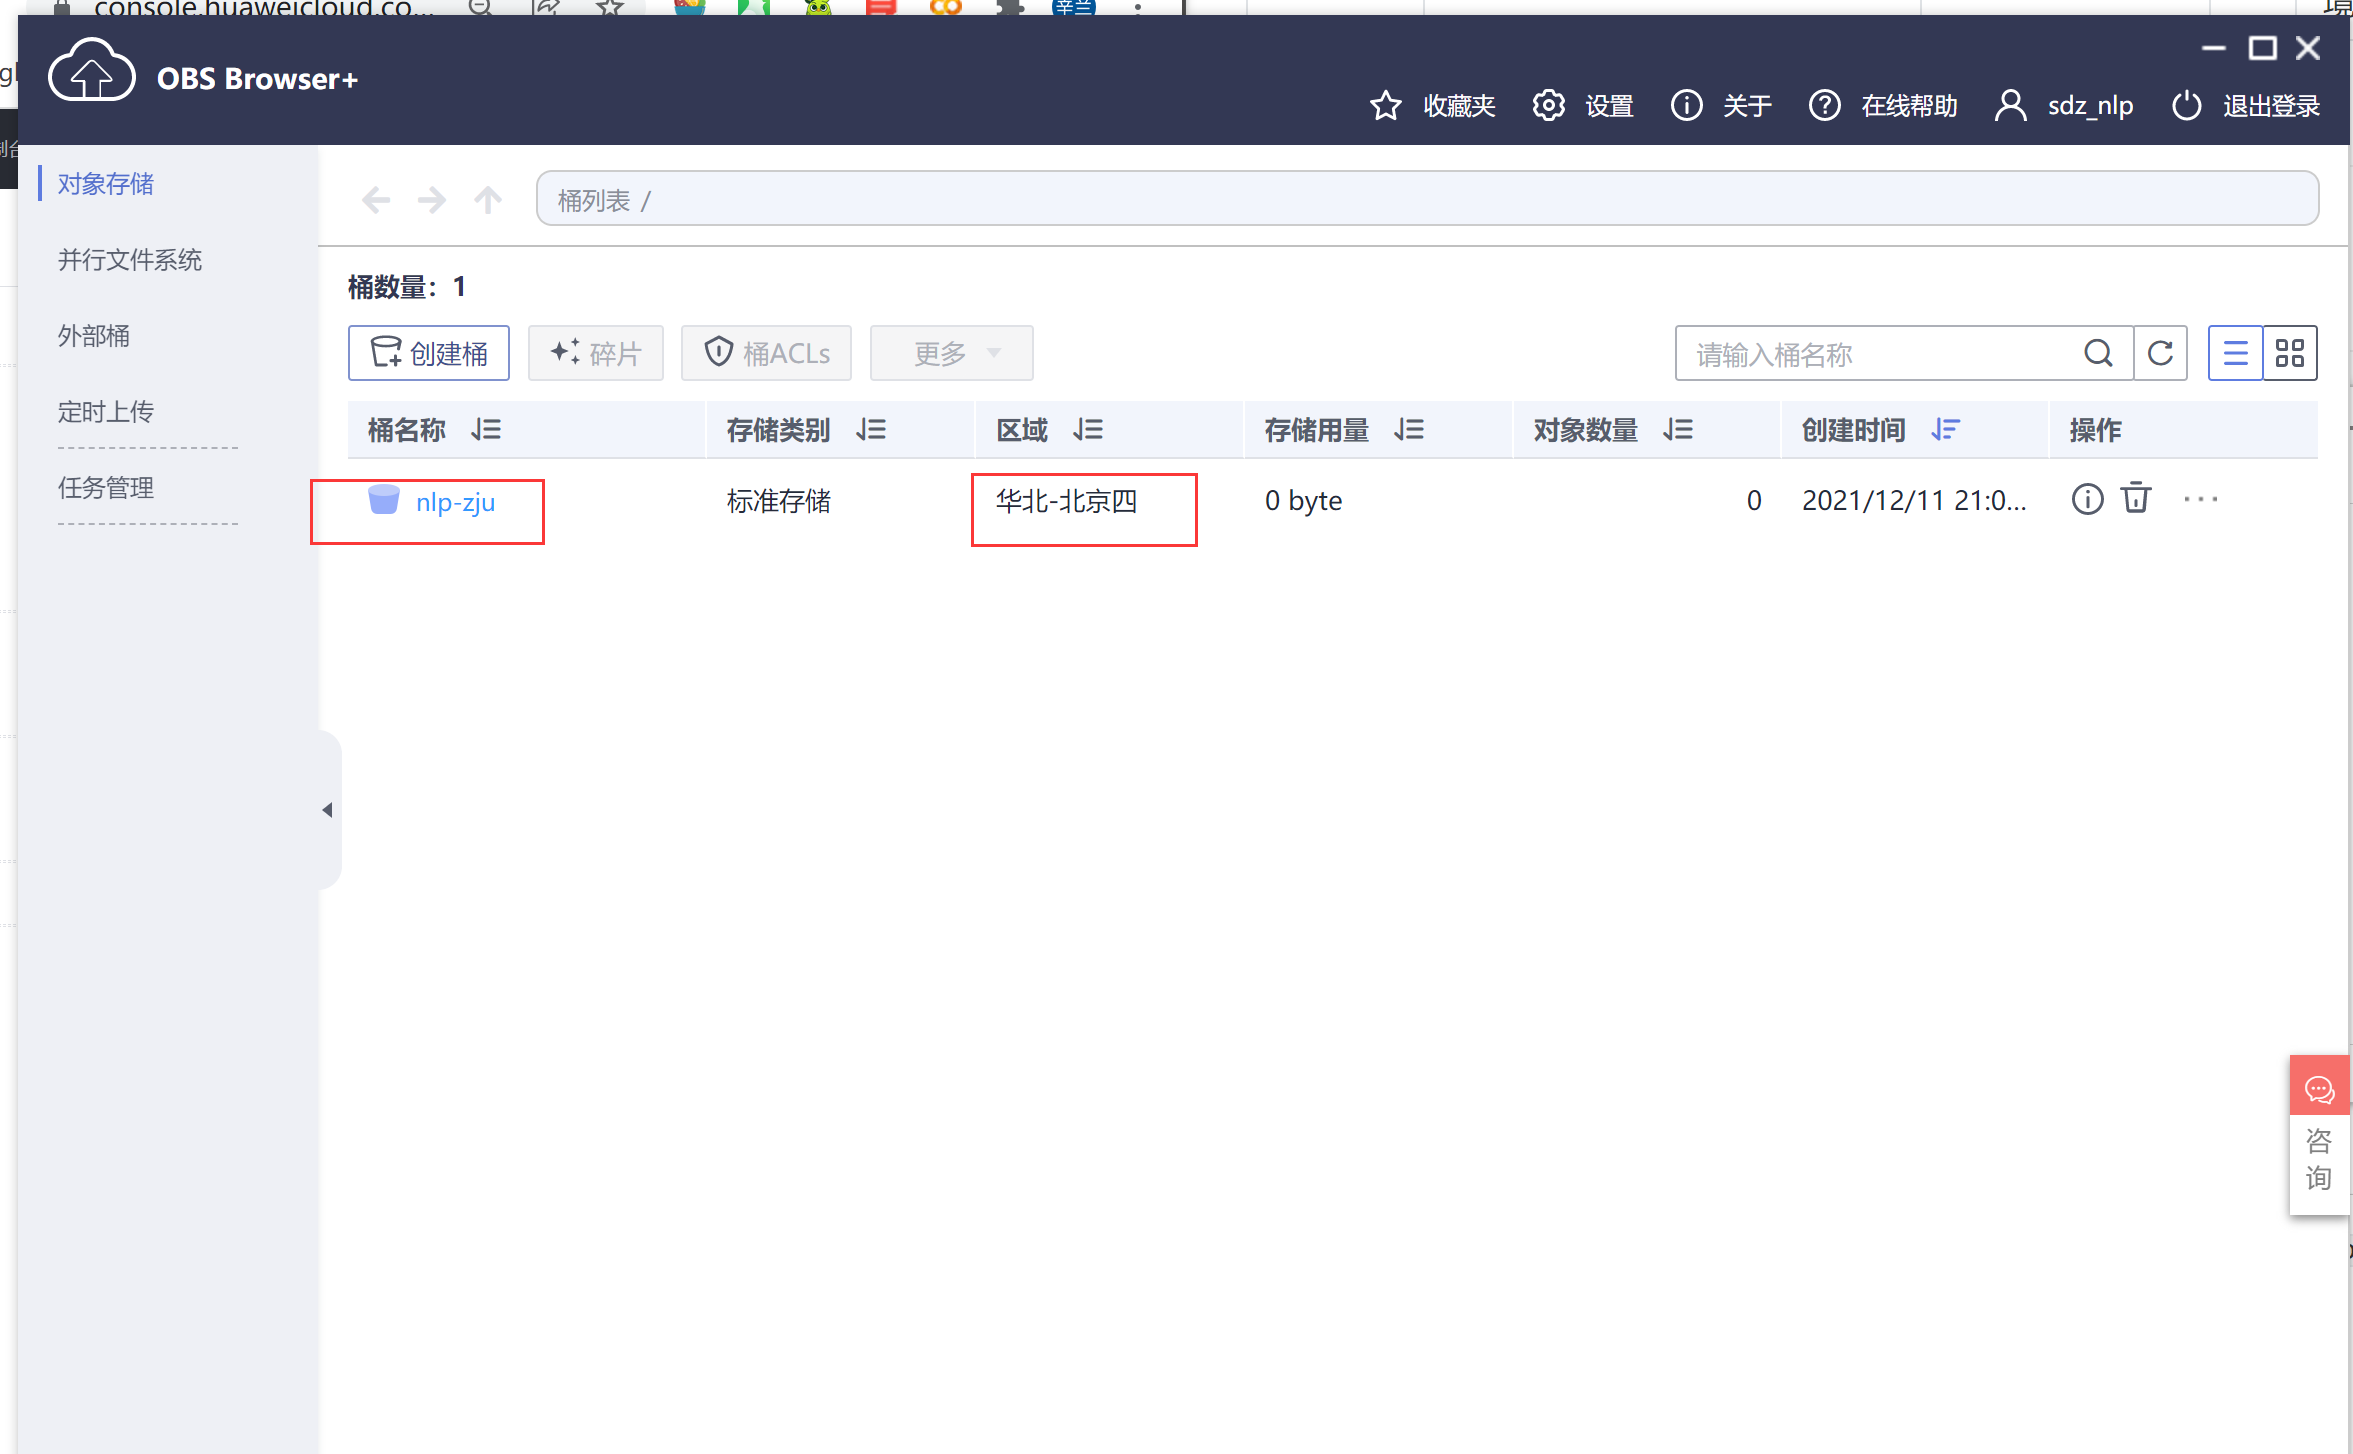 console.huaweicloud.co...
辛兰
OBS Browser+
收藏夹 设置 关于 在线帮助 sdz_nlp 退出登录
对象存储
并行文件系统
外部桶
定时上传
任务管理
桶列表 /
桶数量：1
创建桶 碎片 桶ACLs 更多 请输入桶名称
桶名称 存储类别 区域 存储用量 对象数量 创建时间 操作
nlp-zju 标准存储 华北-北京四 0 byte 0 2021/12/11 21:0... ···
咨
询